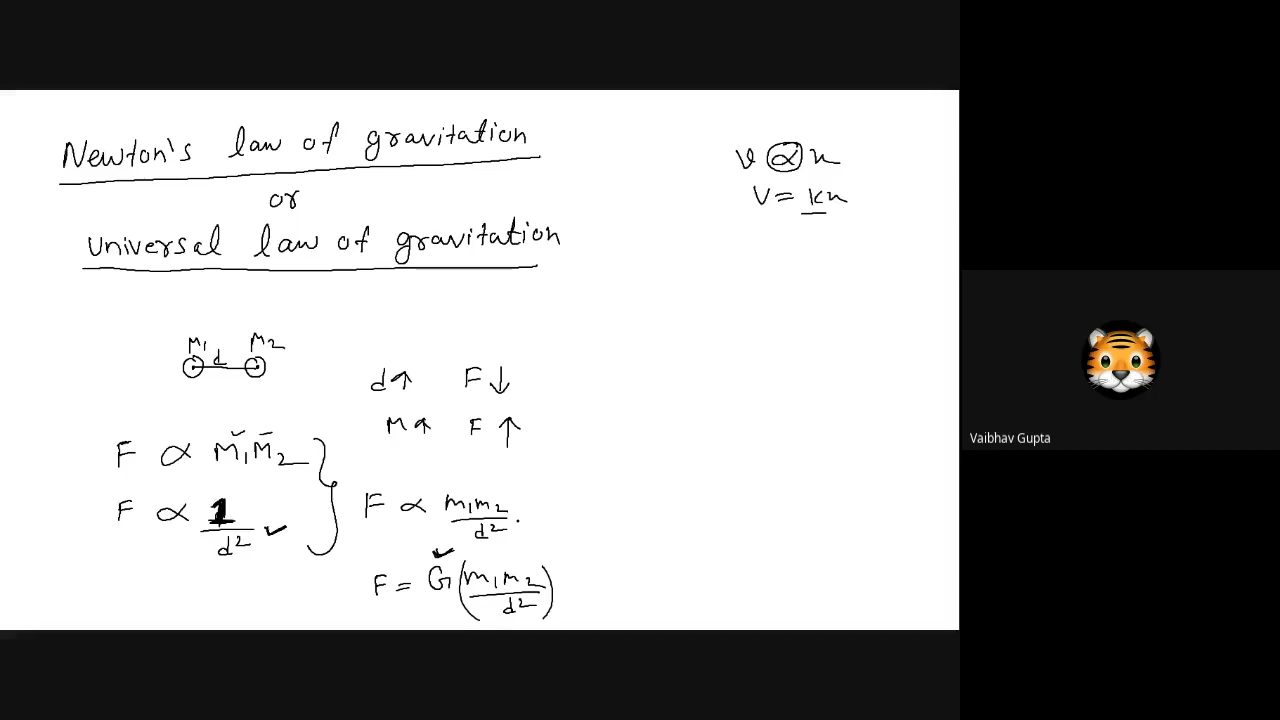 Newton's law of gravitation
or
universal law of gravitation
v ∝ n
V = kn
M1 d M2
d↑ F↓
M↑ F↑
F ∝ M1M2
F ∝ 1/d²
F ∝ m1m2/d²
F = G(m1m2/d²)
Vaibhav Gupta